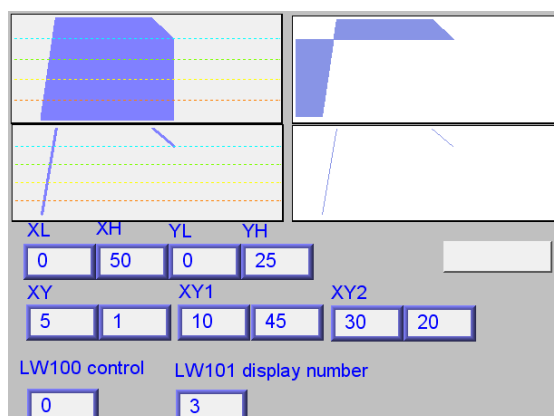 XL XH YL YH
0 50 0 25
XY XY1 XY2
5 1 10 45 30 20
LW100 control LW101 display number
0 3